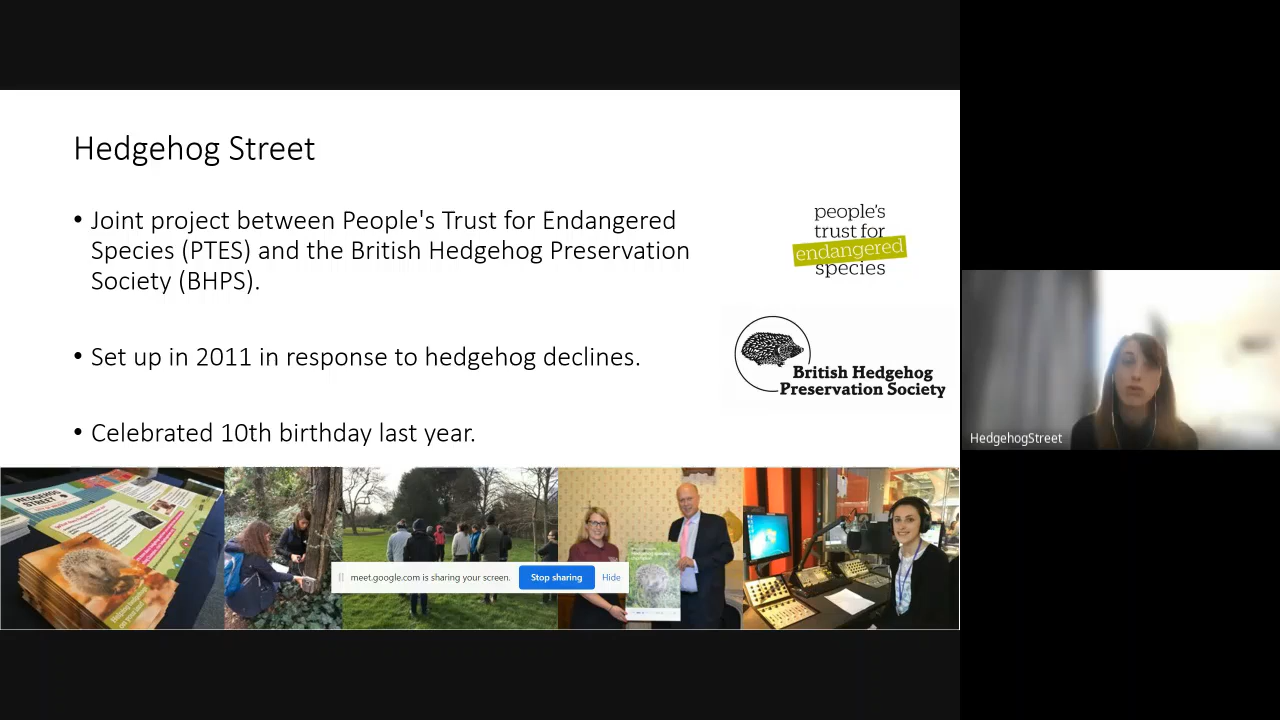 Hedgehog Street
• Joint project between People's Trust for Endangered
Species (PTES) and the British Hedgehog Preservation
Society (BHPS).
• Set up in 2011 in response to hedgehog declines.
• Celebrated 10th birthday last year.
people's
trust for
endangered
species
British Hedgehog
Preservation Society
HedgehogStreet
HEDGEHOG
STREET
meet.google.com is sharing your screen.
Stop sharing
Hide